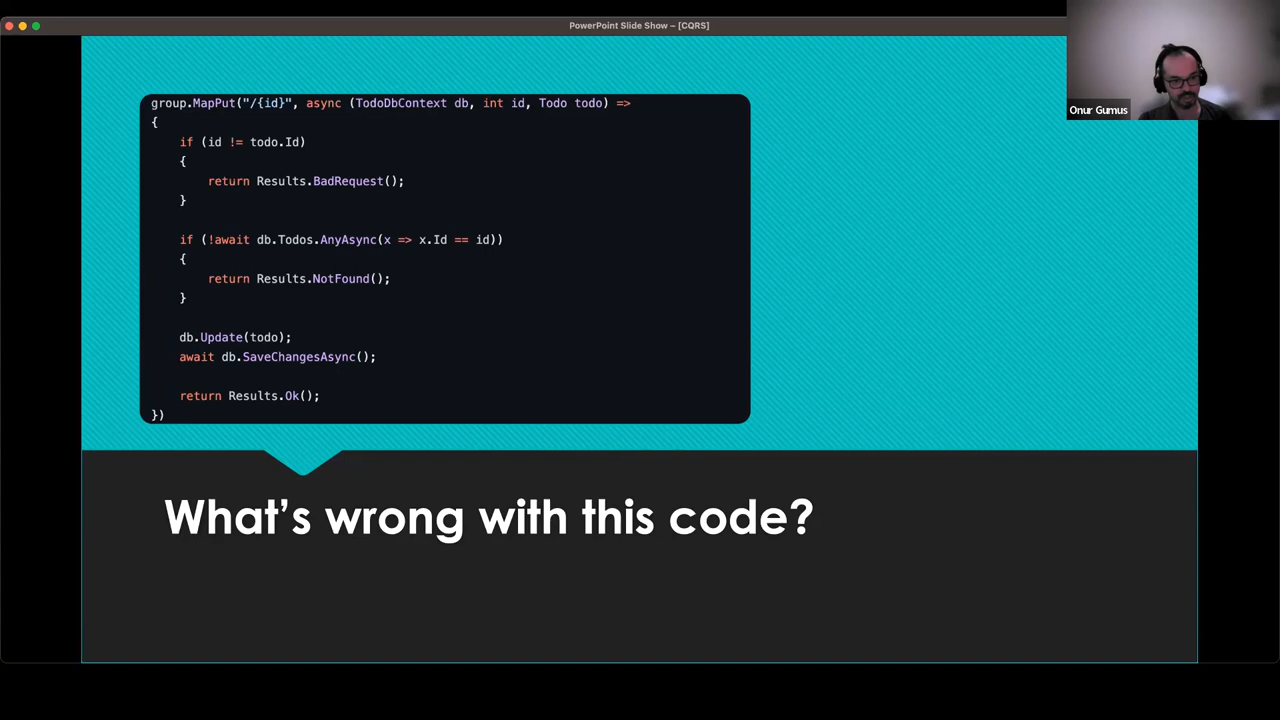 PowerPoint Slide Show – [CQRS]
Onur Gumus
group.MapPut("/{id}", async (TodoDbContext db, int id, Todo todo) =>
{
if (id != todo.Id)
{
return Results.BadRequest();
}
if (!await db.Todos.AnyAsync(x => x.Id == id))
{
return Results.NotFound();
}
db.Update(todo);
await db.SaveChangesAsync();
return Results.Ok();
})
What's wrong with this code?